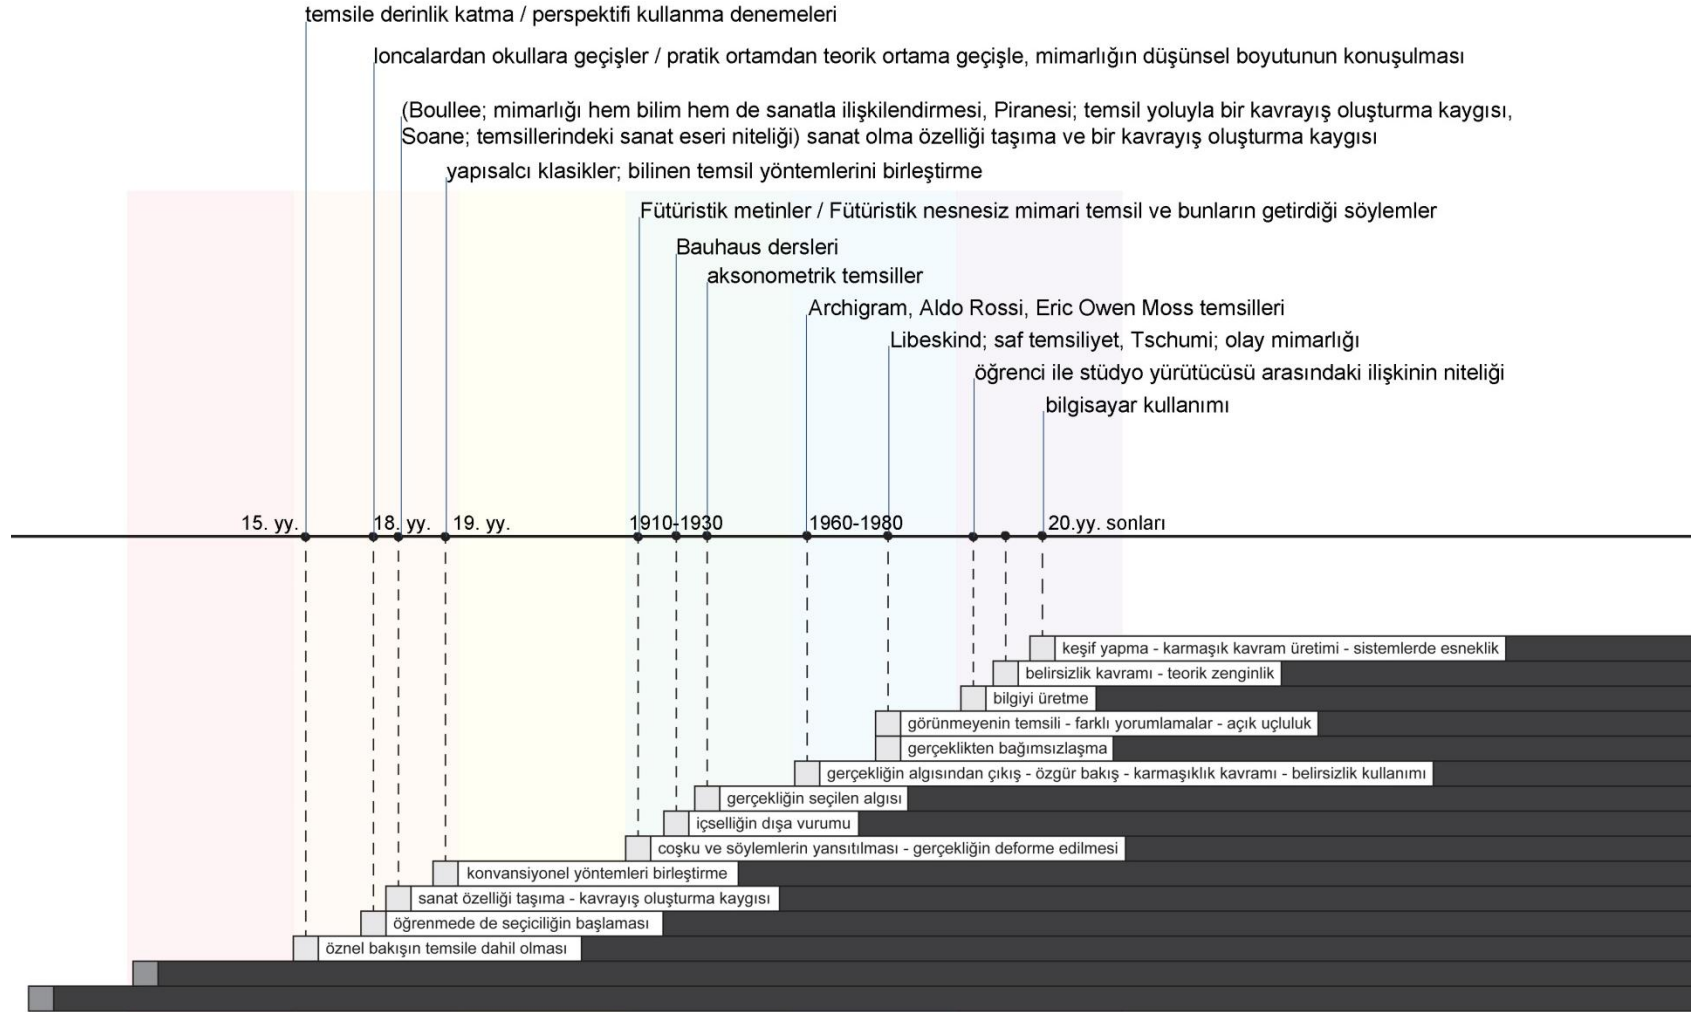 temsile derinlik katma / perspektifi kullanma denemeleri
loncalardan okullara geçişler / pratik ortamdan teorik ortama geçişle, mimarlığın düşünsel boyutunun konuşulması
(Boullee; mimarlığı hem bilim hem de sanatla ilişkilendirmesi, Piranesi; temsil yoluyla bir kavrayış oluşturma kaygısı,
Soane; temsillerindeki sanat eseri niteliği) sanat olma özelliği taşıma ve bir kavrayış oluşturma kaygısı
yapısalcı klasikler; bilinen temsil yöntemlerini birleştirme
Fütüristik metinler / Fütüristik nesnesiz mimari temsil ve bunların getirdiği söylemler
Bauhaus dersleri
aksonometrik temsiller
Archigram, Aldo Rossi, Eric Owen Moss temsilleri
Libeskind; saf temsiliyet, Tschumi; olay mimarlığı
öğrenci ile stüdyo yürütücüsü arasındaki ilişkinin niteliği
bilgisayar kullanımı
15. yy. 18. yy. 19. yy. 1910-1930 1960-1980 20.yy. sonları
keşif yapma - karmaşık kavram üretimi - sistemlerde esneklik
belirsizlik kavramı - teorik zenginlik
bilgiyi üretme
görünmeyenin temsili - farklı yorumlamalar - açık uçluluk
gerçeklikten bağımsızlaşma
gerçekliğin algısından çıkış - özgür bakış - karmaşıklık kavramı - belirsizlik kullanımı
gerçekliğin seçilen algısı
içselliğin dışa vurumu
coşku ve söylemlerin yansıtılması - gerçekliğin deforme edilmesi
konvansiyonel yöntemleri birleştirme
sanat özelliği taşıma - kavrayış oluşturma kaygısı
öğrenmede de seçiciliğin başlaması
öznel bakışın temsile dahil olması